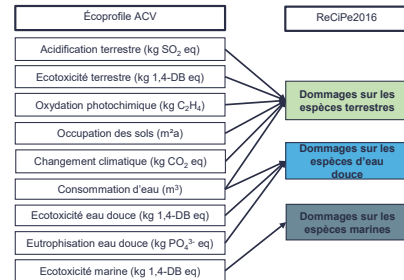 Écoprofile ACV
ReCiPe2016
Acidification terrestre (kg SO₂ eq)
Ecotoxicité terrestre (kg 1,4-DB eq)
Oxydation photochimique (kg C₂H₄)
Occupation des sols (m²a)
Changement climatique (kg CO₂ eq)
Consommation d'eau (m³)
Ecotoxicité eau douce (kg 1,4-DB eq)
Eutrophisation eau douce (kg PO₄³⁻ eq)
Ecotoxicité marine (kg 1,4-DB eq)
Dommages sur les
espèces terrestres
Dommages sur les
espèces d'eau
douce
Dommages sur les
espèces marines